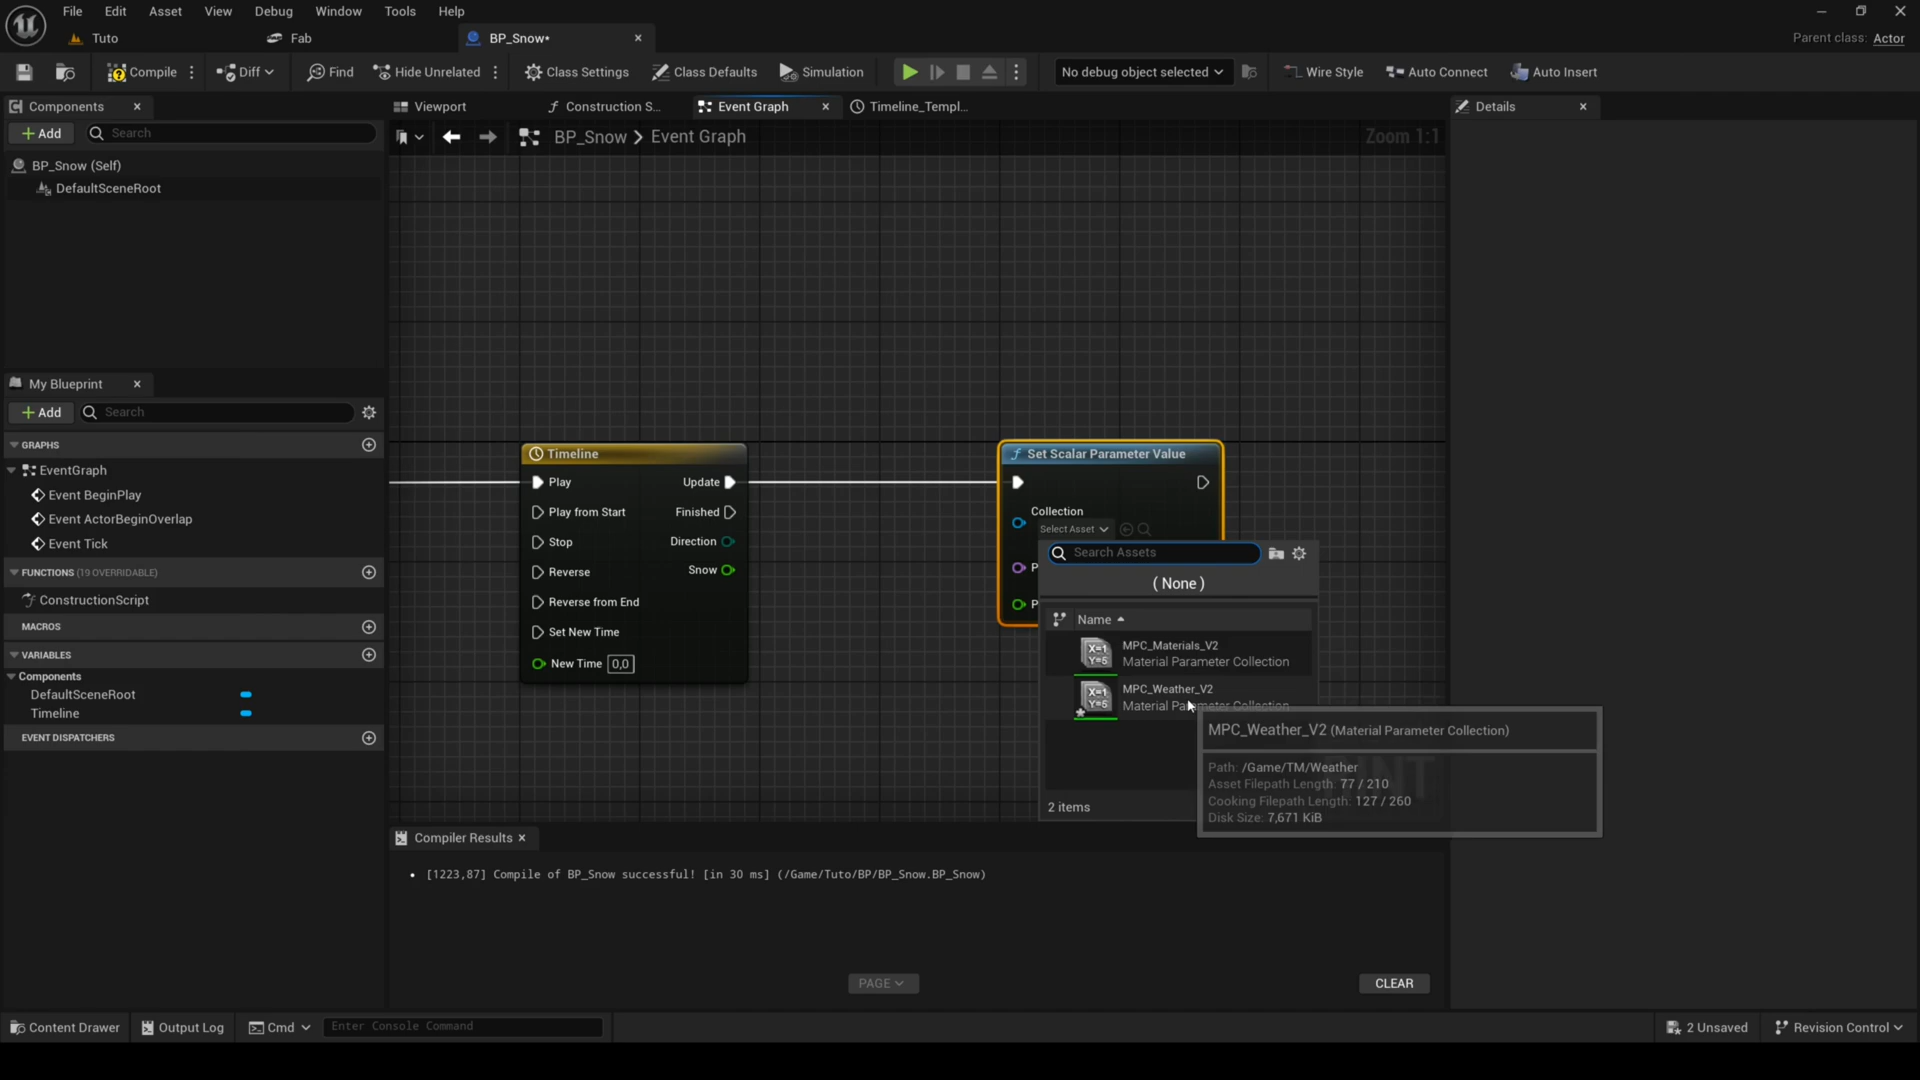 File Edit Asset View Debug Window Tools Help
Tuto Fab BP_Snow* Parent class: Actor
Compile Diff Find Hide Unrelated Class Settings Class Defaults Simulation No debug object selected Wire Style Auto Connect Auto Insert
Components Viewport Construction S... Event Graph Timeline_Templ... Details
Add Search BP_Snow Event Graph Zoom 1:1
BP_Snow (Self)
DefaultSceneRoot
My Blueprint
Add Search
GRAPHS
EventGraph
Event BeginPlay
Event ActorBeginOverlap
Event Tick
FUNCTIONS (19 OVERRIDABLE)
ConstructionScript
MACROS
VARIABLES
Components
DefaultSceneRoot
Timeline
EVENT DISPATCHERS
Timeline
Play Update
Play from Start Finished
Stop Direction
Reverse Snow
Reverse from End
Set New Time
New Time 0,0
Set Scalar Parameter Value
Collection
Select Asset
P
P
Search Assets
( None )
Name
MPC_Materials_V2
Material Parameter Collection
MPC_Weather_V2
Material Parameter Collection
2 items
MPC_Weather_V2 (Material Parameter Collection)
Path: /Game/TM/Weather
Asset Filepath Length: 77 / 210
Cooking Filepath Length: 127 / 260
Disk Size: 7,671 KiB
Compiler Results
[1223,87] Compile of BP_Snow successful! [in 30 ms] (/Game/Tuto/BP/BP_Snow.BP_Snow)
PAGE CLEAR
Content Drawer Output Log Cmd Enter Console Command 2 Unsaved Revision Control